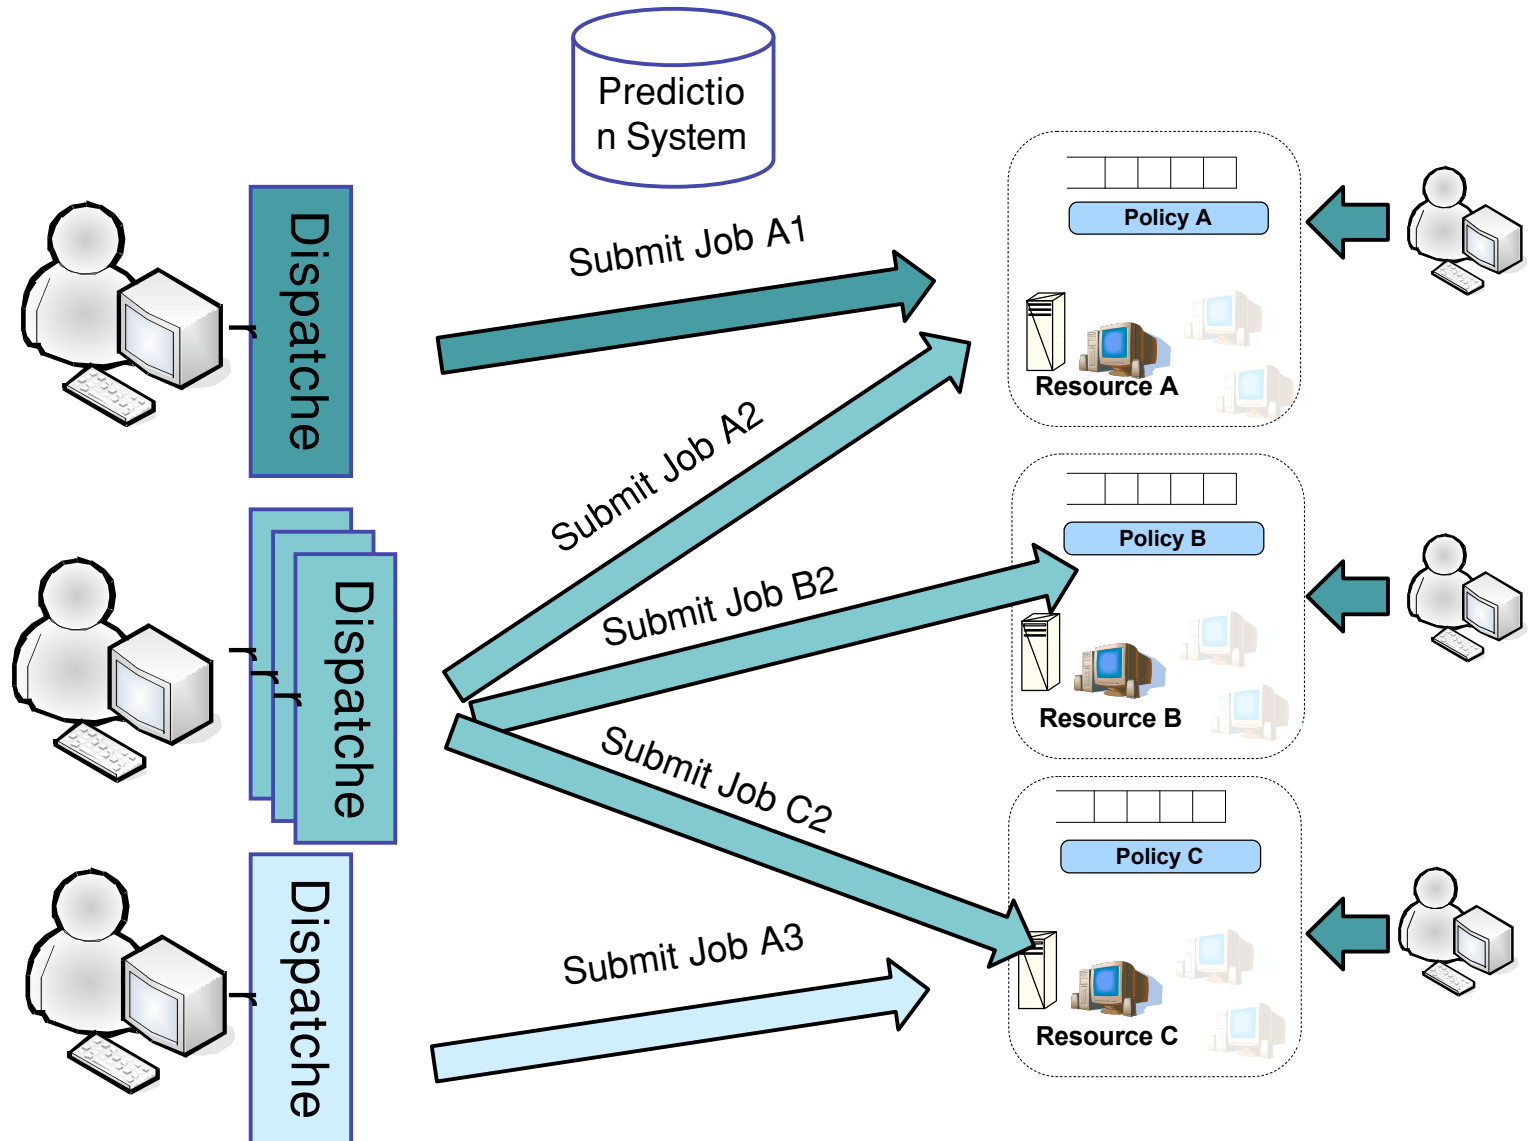 Predictio
n System
Dispatche
Submit Job A1
Policy A
Resource A
Submit Job A2
Dispatche
Submit Job B2
Policy B
Resource B
Submit Job C2
Policy C
Resource C
Dispatche
Submit Job A3